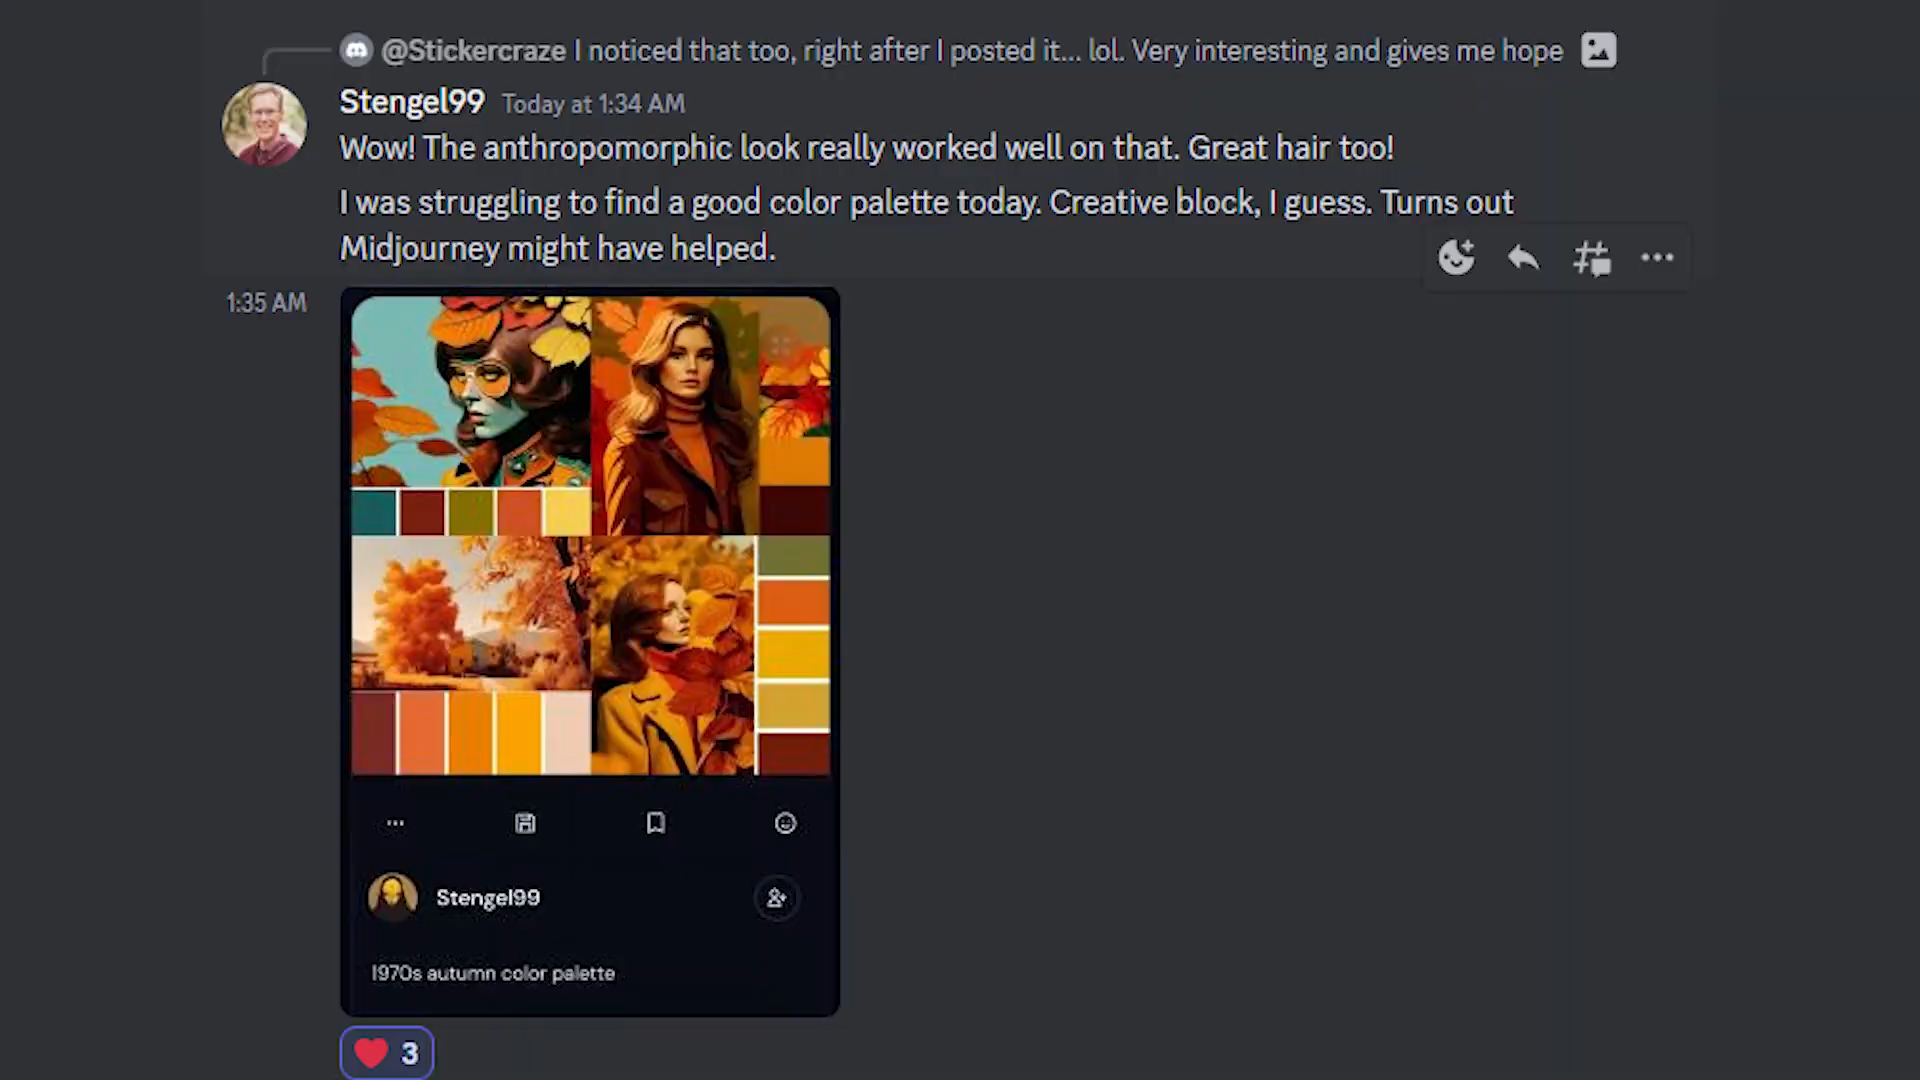 @Stickercraze I noticed that too, right after I posted it... lol. Very interesting and gives me hope
Stengel99 Today at 1:34 AM
Wow! The anthropomorphic look really worked well on that. Great hair too!
I was struggling to find a good color palette today. Creative block, I guess. Turns out
Midjourney might have helped.
1:35 AM
Stengel99
1970s autumn color palette
3